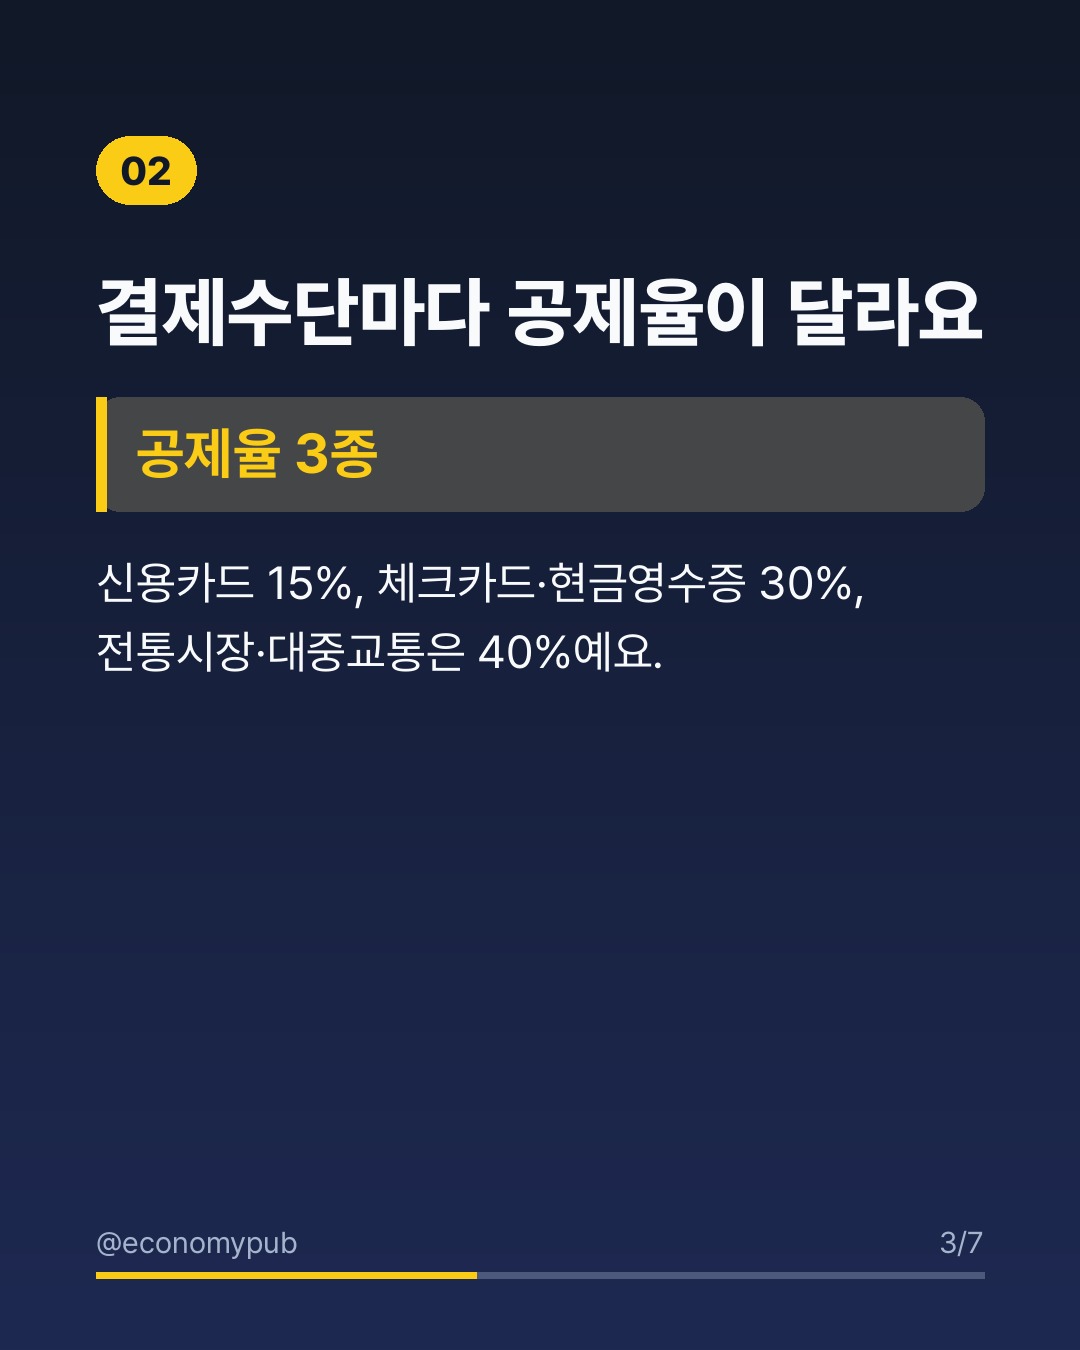 02
결제수단마다 공제율이 달라요
공제율 3종
신용카드 15%, 체크카드·현금영수증 30%,
전통시장·대중교통은 40%예요.
@economypub
3/7